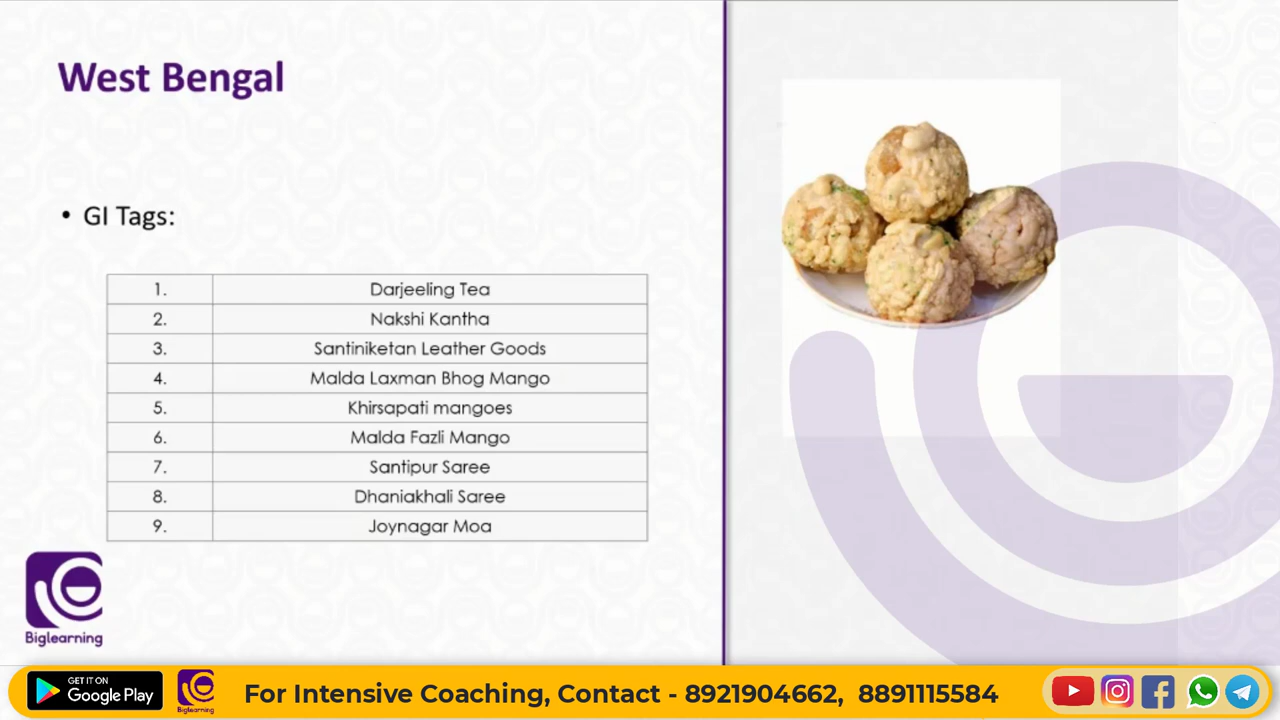 West Bengal
• GI Tags:
1. Darjeeling Tea
2. Nakshi Kantha
3. Santiniketan Leather Goods
4. Malda Laxman Bhog Mango
5. Khirsapati mangoes
6. Malda Fazli Mango
7. Santipur Saree
8. Dhaniakhali Saree
9. Joynagar Moa
Biglearning
GET IT ON
Google Play
Biglearning
For Intensive Coaching, Contact - 8921904662, 8891115584